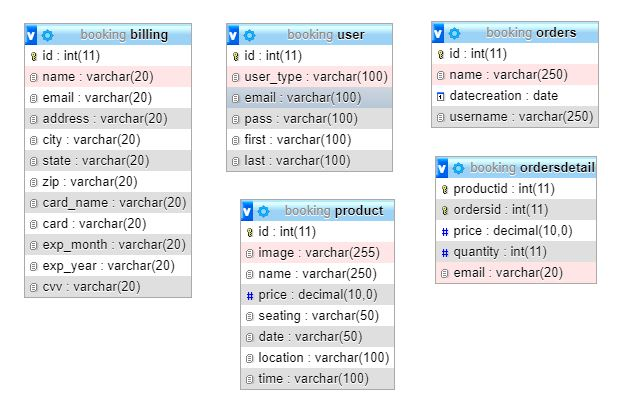 booking billing
id : int(11)
name : varchar(20)
email : varchar(20)
address : varchar(20)
city : varchar(20)
state : varchar(20)
zip : varchar(20)
card_name : varchar(20)
card : varchar(20)
exp_month : varchar(20)
exp_year : varchar(20)
cvv : varchar(20)
booking user
id : int(11)
user_type : varchar(100)
email : varchar(100)
pass : varchar(100)
first : varchar(100)
last : varchar(100)
booking product
id : int(11)
image : varchar(255)
name : varchar(250)
price : decimal(10,0)
seating : varchar(50)
date : varchar(50)
location : varchar(100)
time : varchar(100)
booking orders
id : int(11)
name : varchar(250)
datecreation : date
username : varchar(250)
booking ordersdetail
productid : int(11)
ordersid : int(11)
price : decimal(10,0)
quantity : int(11)
email : varchar(20)